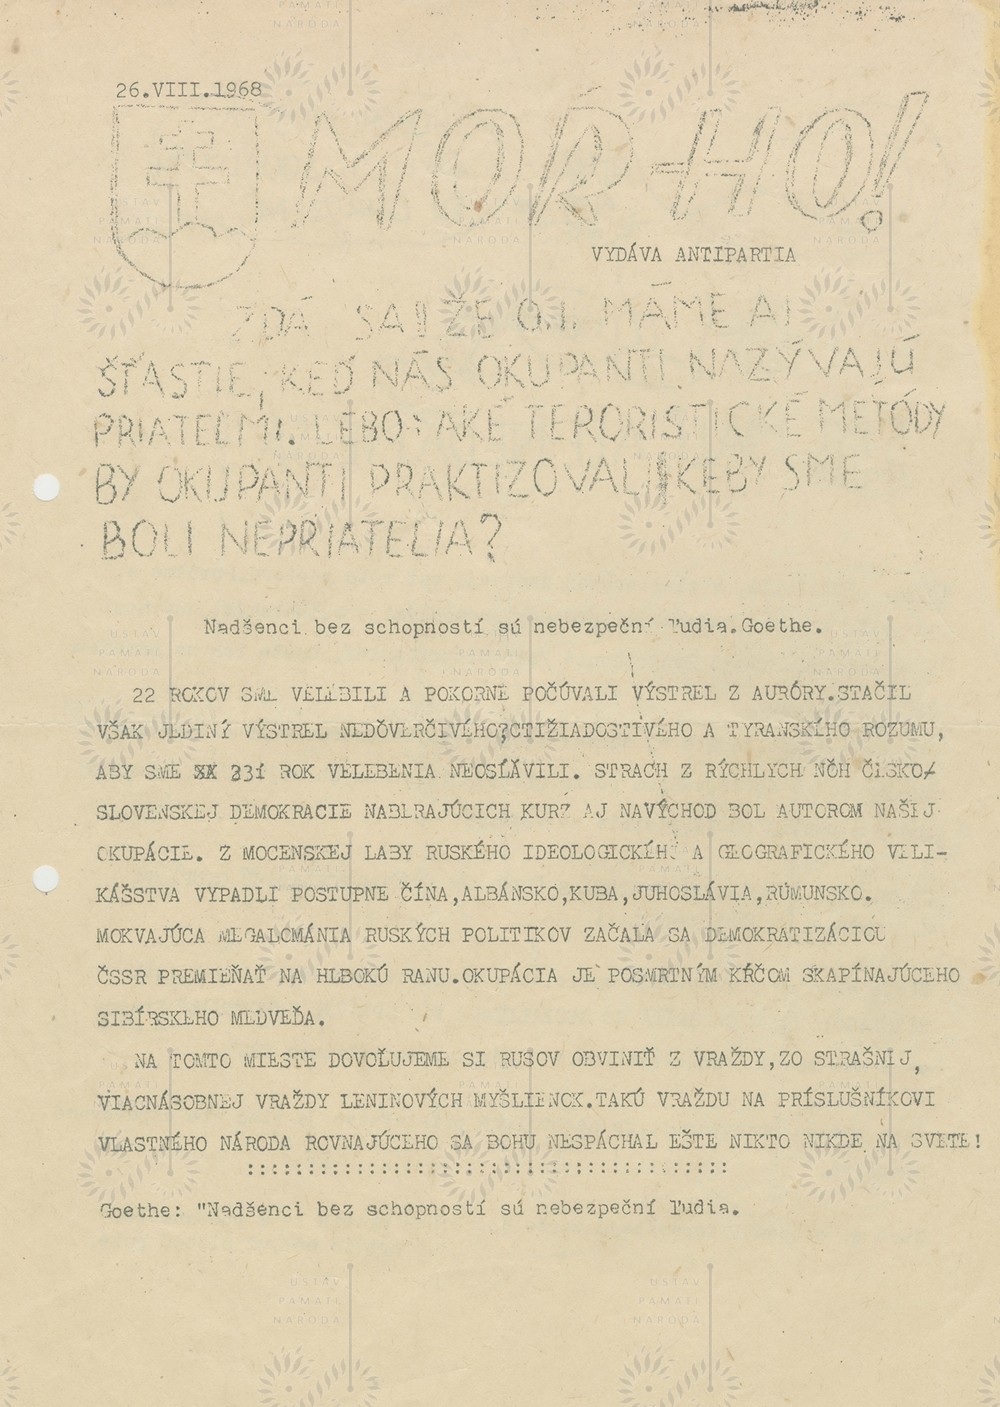 26.VIII.1968
MOR HO!
VYDÁVA ANTIPARTIA
ZDÁ SA, ŽE O.I. MÁME AJ
ŠŤASTIE, KEĎ NÁS OKUPANTI NAZÝVAJÚ
PRIATEĽMI. LEBO: AKÉ TERORISTICKÉ METÓDY
BY OKUPANTI PRAKTIZOVALI, KEBY SME
BOLI NEPRIATELIA?
Nadšenci bez schopností sú nebezpeční ľudia.Goethe.
22 ROKOV SME VELEBILI A POKORNE POČÚVALI VÝSTREL Z AURÓRY.STAČIL
VŠAK JEDINÝ VÝSTREL NEDÔVERČIVÉHO,CTIŽIADOSTIVÉHO A TYRANSKÉHO ROZUMU,
ABY SME ROK VELEBENIA NEOSLÁVILI. STRACH Z RÝCHLYCH NÔH ČESKO/
SLOVENSKEJ DEMOKRACIE NABERAJÚCICH KURZ AJ NAVÝCHOD BOL AUTOROM NAŠEJ
OKUPÁCIE. Z MOCENSKEJ LABY RUSKÉHO IDEOLOGICKÉHO A GEOGRAFICKÉHO VELI-
KÁŠSTVA VYPADLI POSTUPNE ČÍNA,ALBÁNSKO,KUBA,JUHOSLÁVIA,RUMUNSKO.
MOKVAJÚCA MEGALOMÁNIA RUSKÝCH POLITIKOV ZAČALA SA DEMOKRATIZÁCIOU
ČSSR PREMIEŇAŤ NA HLBOKÚ RANU.OKUPÁCIA JE POSMRTNÝM KŔČOM SKAPÍNAJÚCEHO
SIBÍRSKEHO MEDVEĎA.
NA TOMTO MIESTE DOVOĽUJEME SI RUSOV OBVINIŤ Z VRAŽDY,ZO STRAŠNEJ,
VIACNÁSOBNEJ VRAŽDY LENINOVÝCH MYŠLIENOK.TAKÚ VRAŽDU NA PRÍSLUŠNÍKOVI
VLASTNÉHO NÁRODA ROVNAJÚCEHO SA BOHU NESPÁCHAL EŠTE NIKTO NIKDE NA SVETE!
::::::::::::::::::::::::::::::::::::::::
Goethe: "Nadšenci bez schopností sú nebezpeční ľudia.
ÚSTAV
PAMÄTI
NÁRODA